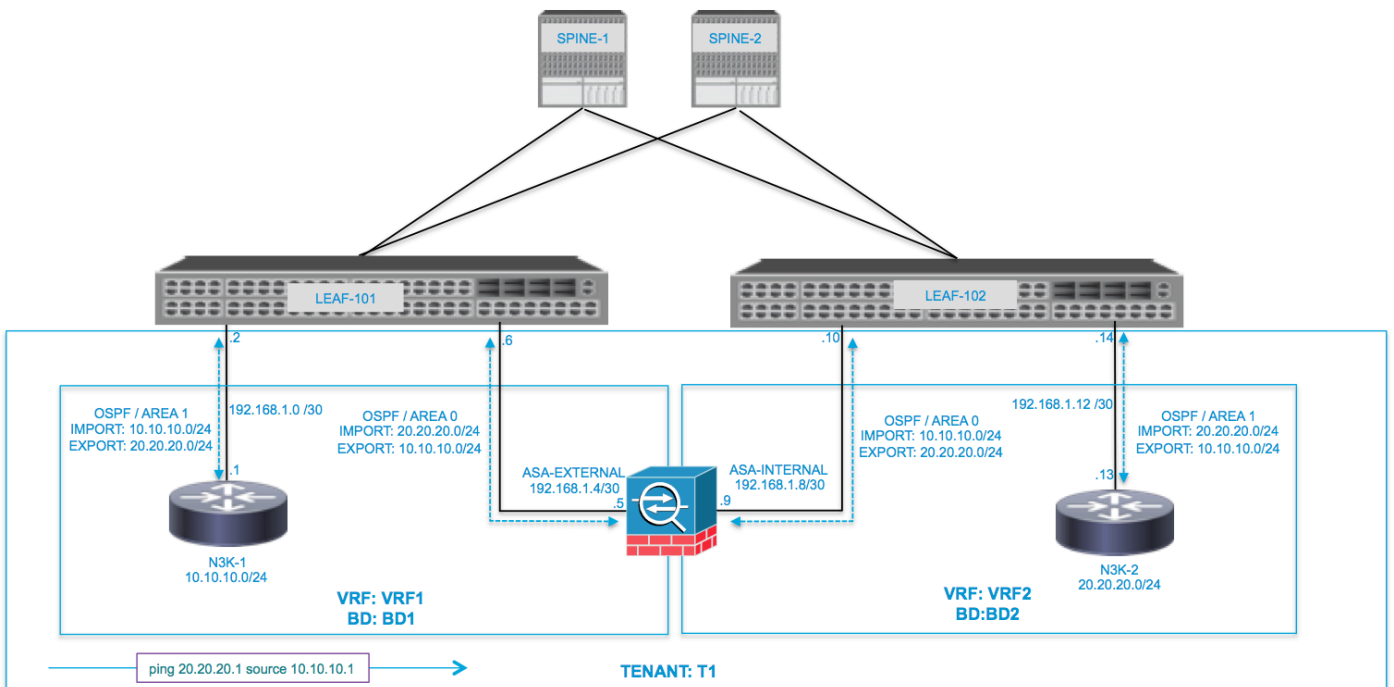 SPINE-1
SPINE-2
LEAF-101
LEAF-102
.2
.6
.10
.14
OSPF / AREA 1
IMPORT: 10.10.10.0/24
EXPORT: 20.20.20.0/24
192.168.1.0 /30
OSPF / AREA 0
IMPORT: 20.20.20.0/24
EXPORT: 10.10.10.0/24
OSPF / AREA 0
IMPORT: 10.10.10.0/24
EXPORT: 20.20.20.0/24
192.168.1.12 /30
OSPF / AREA 1
IMPORT: 20.20.20.0/24
EXPORT: 10.10.10.0/24
.1
ASA-EXTERNAL
192.168.1.4/30
.5
ASA-INTERNAL
192.168.1.8/30
.9
.13
N3K-1
10.10.10.0/24
N3K-2
20.20.20.0/24
VRF: VRF1
BD: BD1
VRF: VRF2
BD:BD2
ping 20.20.20.1 source 10.10.10.1
TENANT: T1